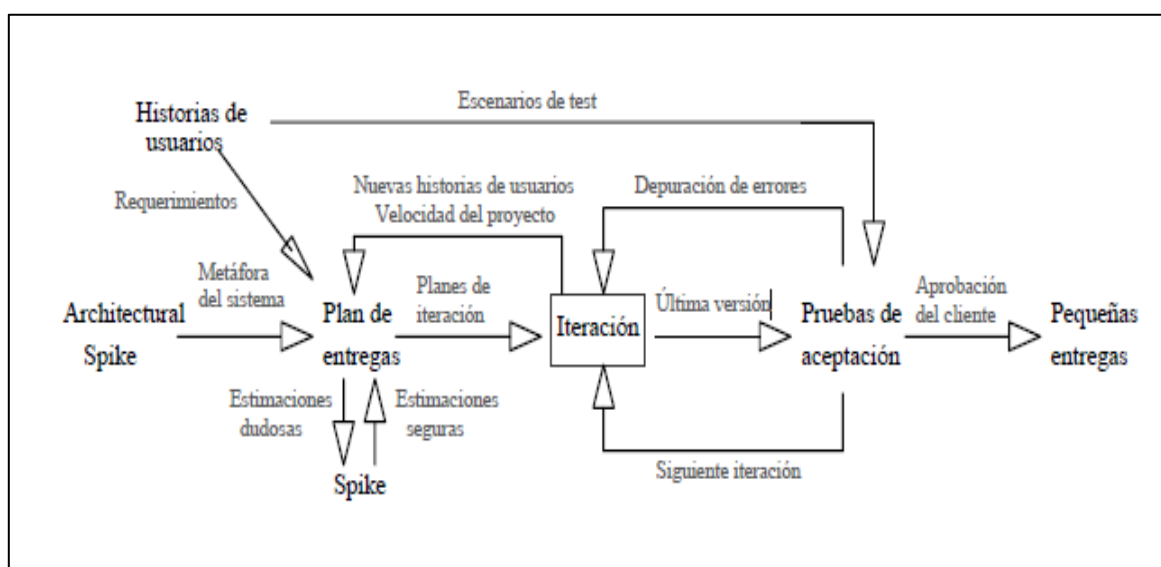 Escenarios de test
Historias de
usuarios
Nuevas historias de usuarios
Velocidad del proyecto
Depuración de errores
Requerimientos
Metáfora
del sistema
Planes de
iteración
Última versión
Aprobación
del cliente
Architectural
Spike
Plan de
entregas
Iteración
Pruebas de
aceptación
Pequeñas
entregas
Estimaciones
dudosas
Estimaciones
seguras
Siguiente iteración
Spike